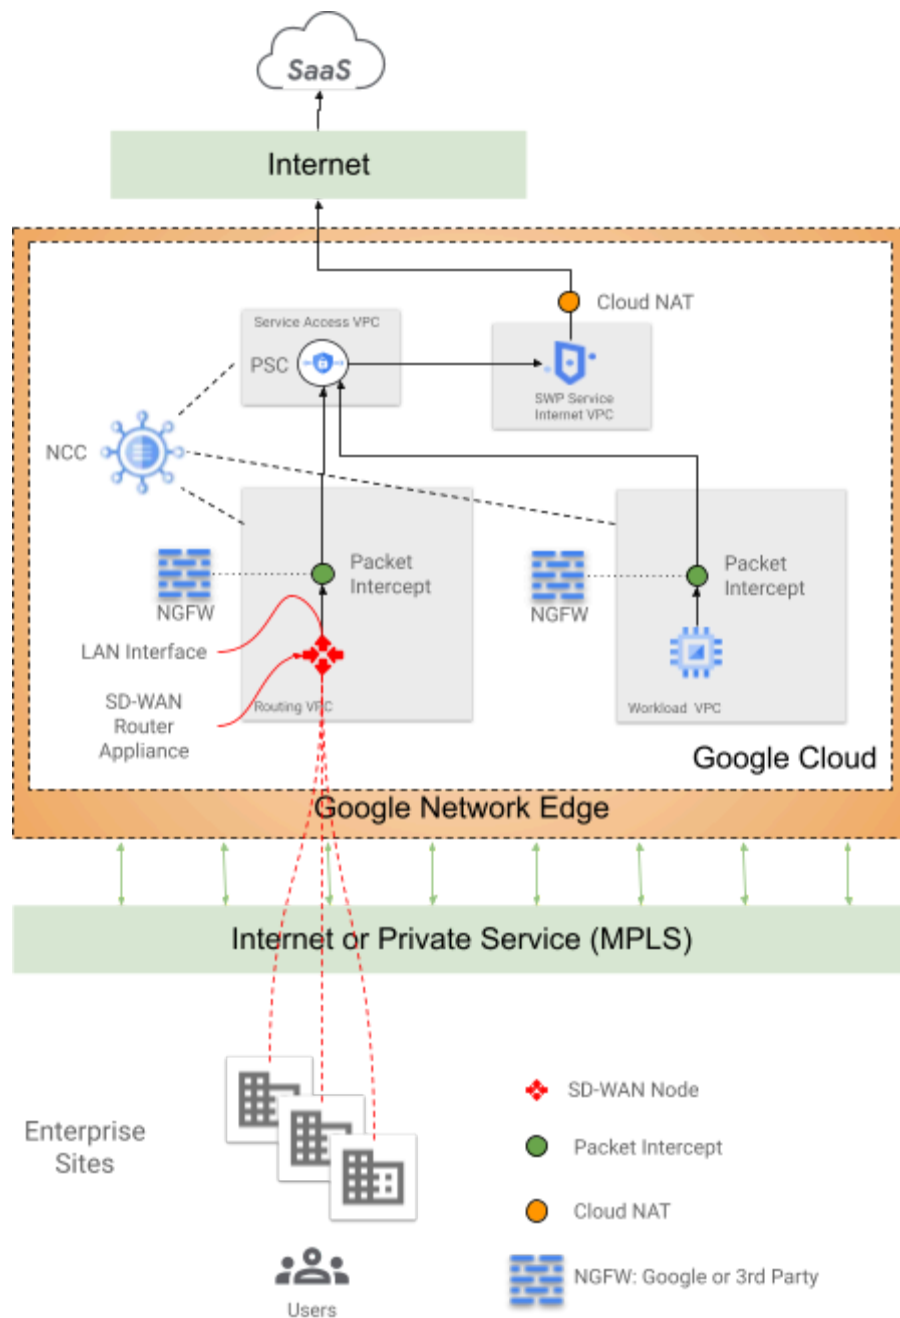 SaaS
Internet
Cloud NAT
Service Access VPC
PSC
SWP Service
Internet VPC
NCC
Packet
Intercept
NGFW
Packet
Intercept
NGFW
LAN Interface
SD-WAN
Router
Appliance
Routing VPC
Workload VPC
Google Cloud
Google Network Edge
Internet or Private Service (MPLS)
Enterprise
Sites
Users
SD-WAN Node
Packet Intercept
Cloud NAT
NGFW: Google or 3rd Party